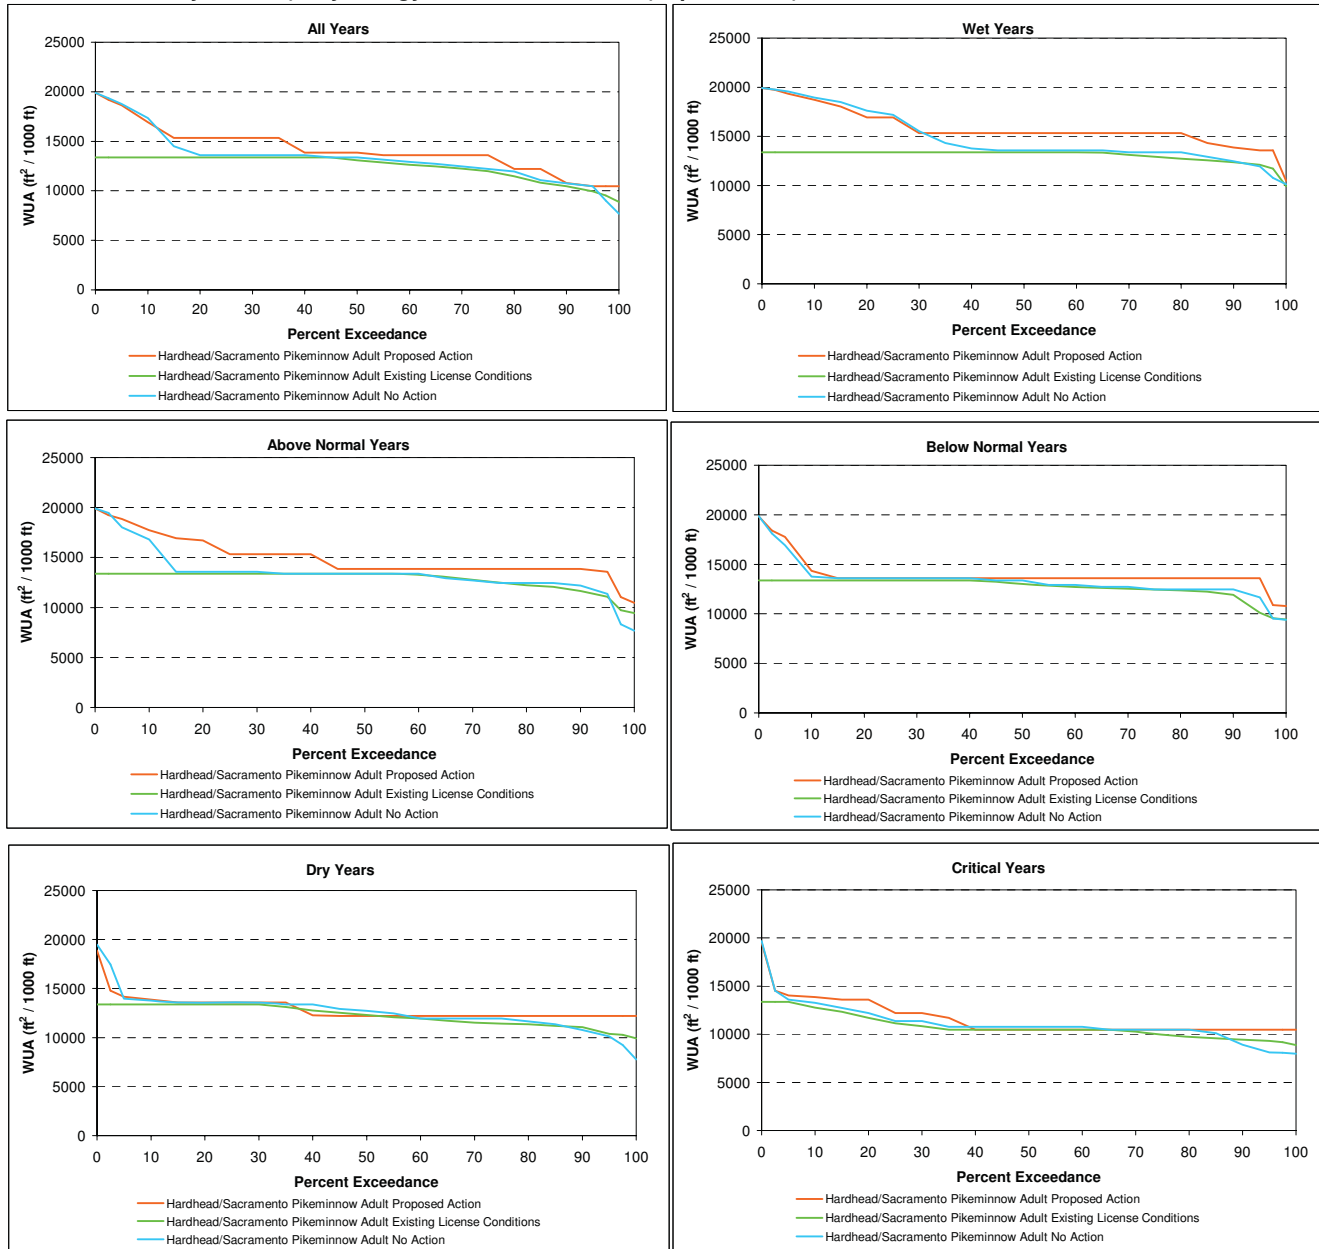 All Years
WUA (ft² / 1000 ft)
25000
20000
15000
10000
5000
0
0 10 20 30 40 50 60 70 80 90 100
Percent Exceedance
Hardhead/Sacramento Pikeminnow Adult Proposed Action
Hardhead/Sacramento Pikeminnow Adult Existing License Conditions
Hardhead/Sacramento Pikeminnow Adult No Action
Wet Years
WUA (ft² / 1000 ft)
25000
20000
15000
10000
5000
0
0 10 20 30 40 50 60 70 80 90 100
Percent Exceedance
Hardhead/Sacramento Pikeminnow Adult Proposed Action
Hardhead/Sacramento Pikeminnow Adult Existing License Conditions
Hardhead/Sacramento Pikeminnow Adult No Action
Above Normal Years
WUA (ft² / 1000 ft)
25000
20000
15000
10000
5000
0
0 10 20 30 40 50 60 70 80 90 100
Percent Exceedance
Hardhead/Sacramento Pikeminnow Adult Proposed Action
Hardhead/Sacramento Pikeminnow Adult Existing License Conditions
Hardhead/Sacramento Pikeminnow Adult No Action
Below Normal Years
WUA (ft² / 1000 ft)
25000
20000
15000
10000
5000
0
0 10 20 30 40 50 60 70 80 90 100
Percent Exceedance
Hardhead/Sacramento Pikeminnow Adult Proposed Action
Hardhead/Sacramento Pikeminnow Adult Existing License Conditions
Hardhead/Sacramento Pikeminnow Adult No Action
Dry Years
WUA (ft² / 1000 ft)
25000
20000
15000
10000
5000
0
0 10 20 30 40 50 60 70 80 90 100
Percent Exceedance
Hardhead/Sacramento Pikeminnow Adult Proposed Action
Hardhead/Sacramento Pikeminnow Adult Existing License Conditions
Hardhead/Sacramento Pikeminnow Adult No Action
Critical Years
WUA (ft² / 1000 ft)
25000
20000
15000
10000
5000
0
0 10 20 30 40 50 60 70 80 90 100
Percent Exceedance
Hardhead/Sacramento Pikeminnow Adult Proposed Action
Hardhead/Sacramento Pikeminnow Adult Existing License Conditions
Hardhead/Sacramento Pikeminnow Adult No Action